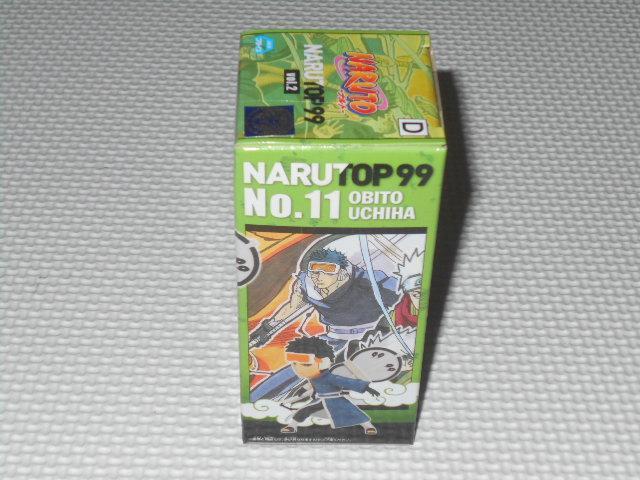 NARUTO
NARUTOP99
vol.2
D
NARUTOP99
No.11 OBITO
UCHIHA